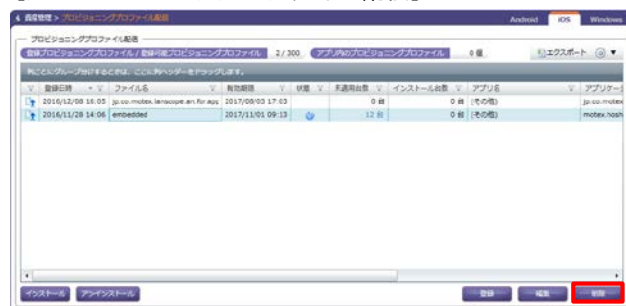 資産管理 > プロビジョニングプロファイル配信
Android iOS Windows
プロビジョニングプロファイル配信
登録プロビジョニングプロファイル / 登録可能プロビジョニングプロファイル 2 / 300 アプリ内のプロビジョニングプロファイル 0 個 エクスポート
列ごとにグループ分けするときは、ここに列ヘッダーをドラッグします。
登録日時 ファイル名 有効期限 状態 未適用台数 インストール台数 アプリ名 アプリケーシ
2016/12/08 16:05 jp.co.motex.lanscope.an.for.app 2017/08/03 17:03 0 台 0 台 (その他) jp.co.motex
2016/11/28 14:06 embedded 2017/11/01 09:13 12 台 0 台 (その他) motex.hosh
インストール アンインストール 登録 編集 削除